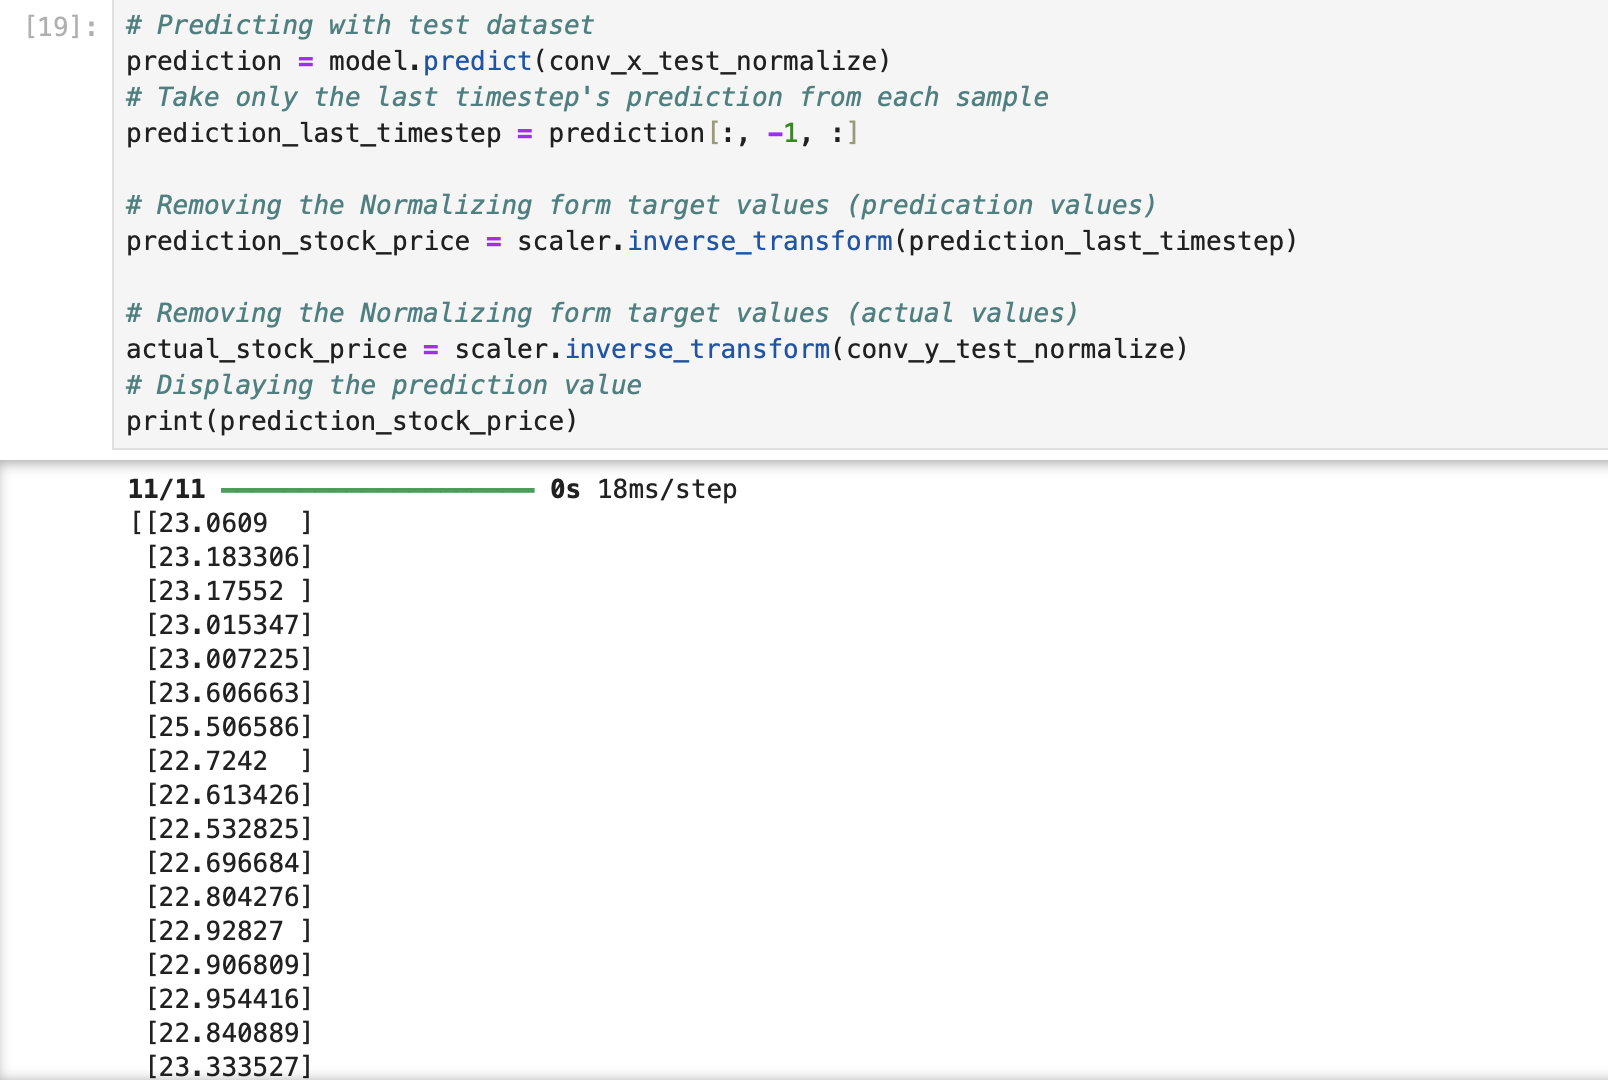 [19]:
# Predicting with test dataset
prediction = model.predict(conv_x_test_normalize)
# Take only the last timestep's prediction from each sample
prediction_last_timestep = prediction[:, -1, :]
# Removing the Normalizing form target values (predication values)
prediction_stock_price = scaler.inverse_transform(prediction_last_timestep)
# Removing the Normalizing form target values (actual values)
actual_stock_price = scaler.inverse_transform(conv_y_test_normalize)
# Displaying the prediction value
print(prediction_stock_price)
11/11 0s 18ms/step
[[23.0609  ]
 [23.183306]
 [23.17552 ]
 [23.015347]
 [23.007225]
 [23.606663]
 [25.506586]
 [22.7242  ]
 [22.613426]
 [22.532825]
 [22.696684]
 [22.804276]
 [22.92827 ]
 [22.906809]
 [22.954416]
 [22.840889]
 [23.333527]